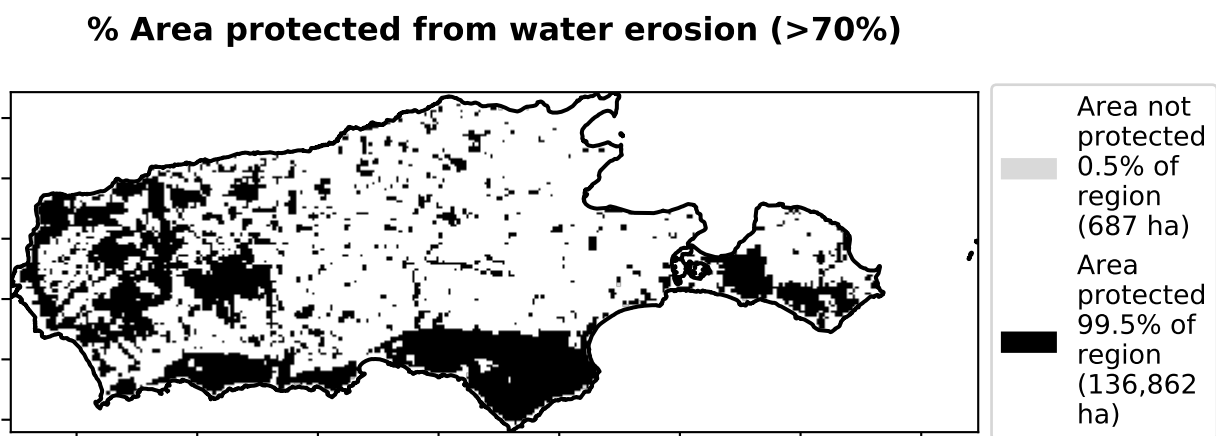 % Area protected from water erosion (>70%)
Area not
protected
0.5% of
region
(687 ha)
Area
protected
99.5% of
region
(136,862
ha)